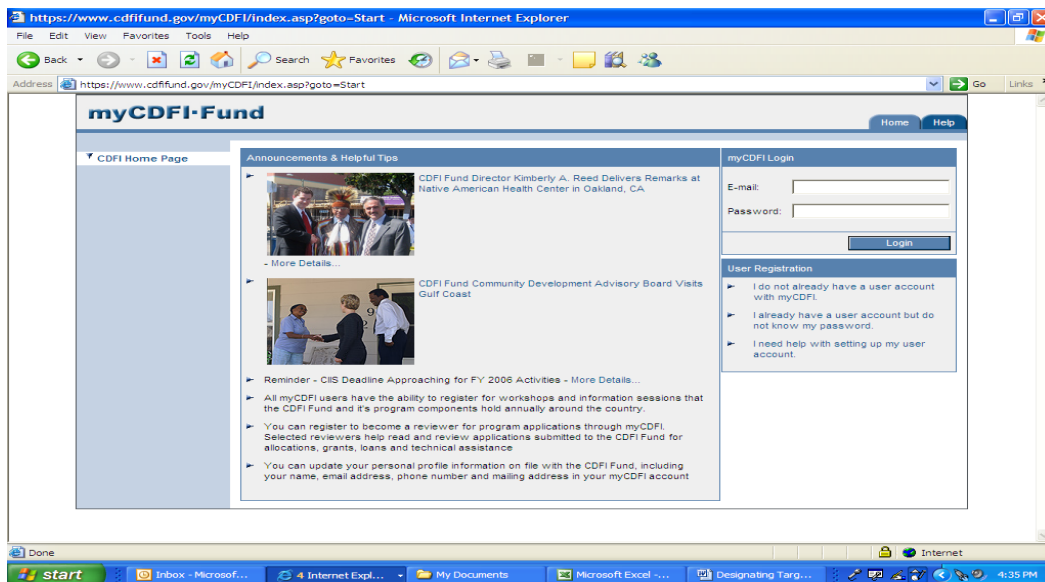 https://www.cdfifund.gov/myCDFI/index.asp?goto=Start - Microsoft Internet Explorer
File Edit View Favorites Tools Help
Back Search Favorites
Address https://www.cdfifund.gov/myCDFI/index.asp?goto=Start Go Links
myCDFI·Fund
Home Help
CDFI Home Page
Announcements & Helpful Tips
CDFI Fund Director Kimberly A. Reed Delivers Remarks at
Native American Health Center in Oakland, CA
- More Details...
CDFI Fund Community Development Advisory Board Visits
Gulf Coast
9
2
Reminder - CIIS Deadline Approaching for FY 2006 Activities - More Details...
All myCDFI users have the ability to register for workshops and information sessions that
the CDFI Fund and it's program components hold annually around the country.
You can register to become a reviewer for program applications through myCDFI.
Selected reviewers help read and review applications submitted to the CDFI Fund for
allocations, grants, loans and technical assistance
You can update your personal profile information on file with the CDFI Fund, including
your name, email address, phone number and mailing address in your myCDFI account
myCDFI Login
E-mail:
Password:
Login
User Registration
I do not already have a user account
with myCDFI.
I already have a user account but do
not know my password.
I need help with setting up my user
account.
Done Internet
start Inbox - Microsof... 4 Internet Expl... My Documents Microsoft Excel -... Designating Targ... 4:35 PM